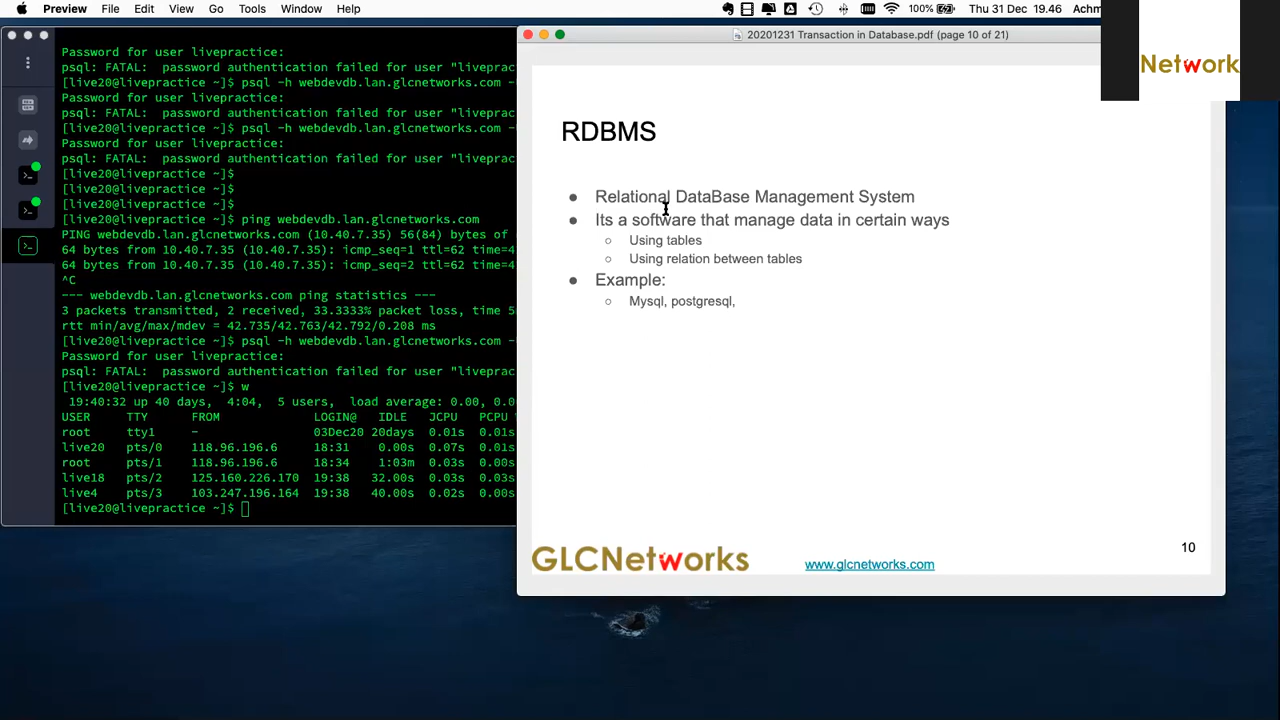 Preview File Edit View Go Tools Window Help 100% Thu 31 Dec 19.46 Achm
Password for user livepractice:
psql: FATAL:  password authentication failed for user "liveprac
[live20@livepractice ~]$ psql -h webdevdb.lan.glcnetworks.com -
Password for user livepractice:
psql: FATAL:  password authentication failed for user "liveprac
[live20@livepractice ~]$ psql -h webdevdb.lan.glcnetworks.com -
Password for user livepractice:
psql: FATAL:  password authentication failed for user "liveprac
[live20@livepractice ~]$
[live20@livepractice ~]$
[live20@livepractice ~]$
[live20@livepractice ~]$ ping webdevdb.lan.glcnetworks.com
PING webdevdb.lan.glcnetworks.com (10.40.7.35) 56(84) bytes of
64 bytes from 10.40.7.35: icmp_seq=1 ttl=62 time=4
64 bytes from 10.40.7.35: icmp_seq=2 ttl=62 time=4
^C
--- webdevdb.lan.glcnetworks.com ping statistics ---
3 packets transmitted, 2 received, 33.3333% packet loss, time 5
rtt min/avg/max/mdev = 42.735/42.763/42.792/0.208 ms
[live20@livepractice ~]$ psql -h webdevdb.lan.glcnetworks.com -
Password for user livepractice:
psql: FATAL:  password authentication failed for user "liveprac
[live20@livepractice ~]$ w
19:40:32 up 40 days,  4:04,  5 users,  load average: 0.00, 0.0
USER TTY FROM LOGIN@ IDLE JCPU PCPU
root tty1 - 03Dec20 20days 0.01s 0.01s
live20 pts/0 118.96.196.6 18:31 0.00s 0.07s 0.01s
root pts/1 118.96.196.6 18:34 1:03m 0.03s 0.00s
live18 pts/2 125.160.226.170 19:38 32.00s 0.03s 0.03s
live4 pts/3 103.247.196.164 19:38 40.00s 0.02s 0.00s
[live20@livepractice ~]$
20201231 Transaction in Database.pdf (page 10 of 21)
Network
RDBMS
● Relational DataBase Management System
● Its a software that manage data in certain ways
○ Using tables
○ Using relation between tables
● Example:
○ Mysql, postgresql,
10
GLCNetworks
www.glcnetworks.com